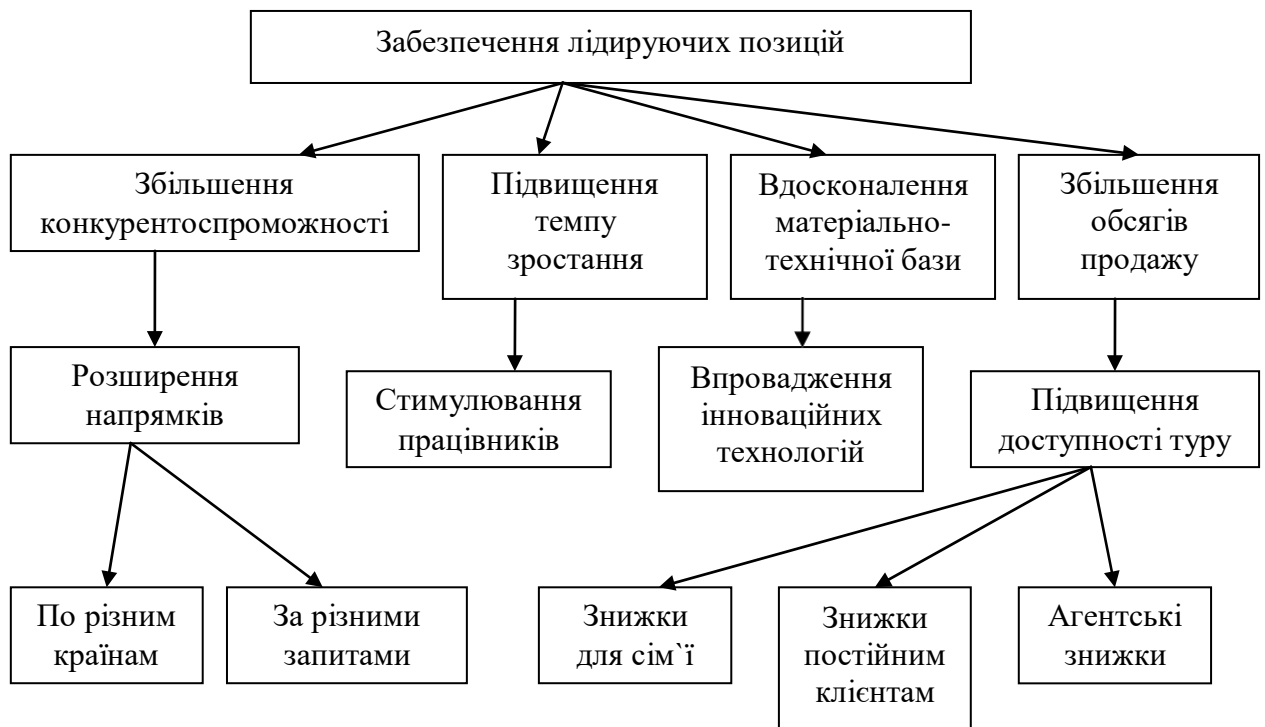 Забезпечення лідируючих позицій
Збільшення
конкурентоспроможності
Підвищення
темпу
зростання
Вдосконалення
матеріально-
технічної бази
Збільшення
обсягів
продажу
Розширення
напрямків
Стимулювання
працівників
Впровадження
інноваційних
технологій
Підвищення
доступності туру
По різним
країнам
За різними
запитами
Знижки
для сім`ї
Знижки
постійним
клієнтам
Агентські
знижки